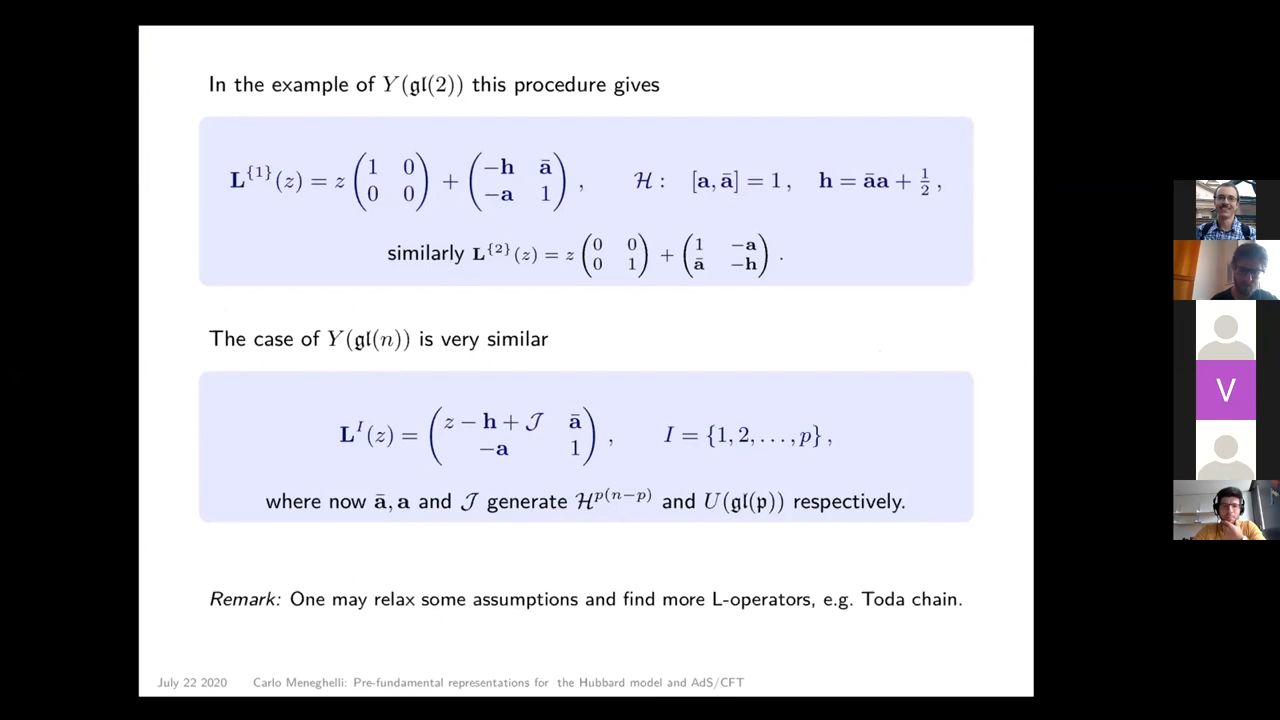 In the example of Y(𝔤𝔩(2)) this procedure gives
L^{1}(z) = z (1 0 ; 0 0) + (−h ā ; −a 1) , ℋ : [a, ā] = 1 , h = āa + 1/2 ,
similarly L^{2}(z) = z (0 0 ; 0 1) + (1 −a ; ā −h) .
The case of Y(𝔤𝔩(n)) is very similar
L^I(z) = (z − h + 𝒥 ā ; −a 1) , I = {1, 2, . . . , p} ,
where now ā, a and 𝒥 generate ℋ^{p(n−p)} and U(𝔤𝔩(𝔭)) respectively.
Remark: One may relax some assumptions and find more L-operators, e.g. Toda chain.
July 22 2020 Carlo Meneghelli: Pre-fundamental representations for the Hubbard model and AdS/CFT
V